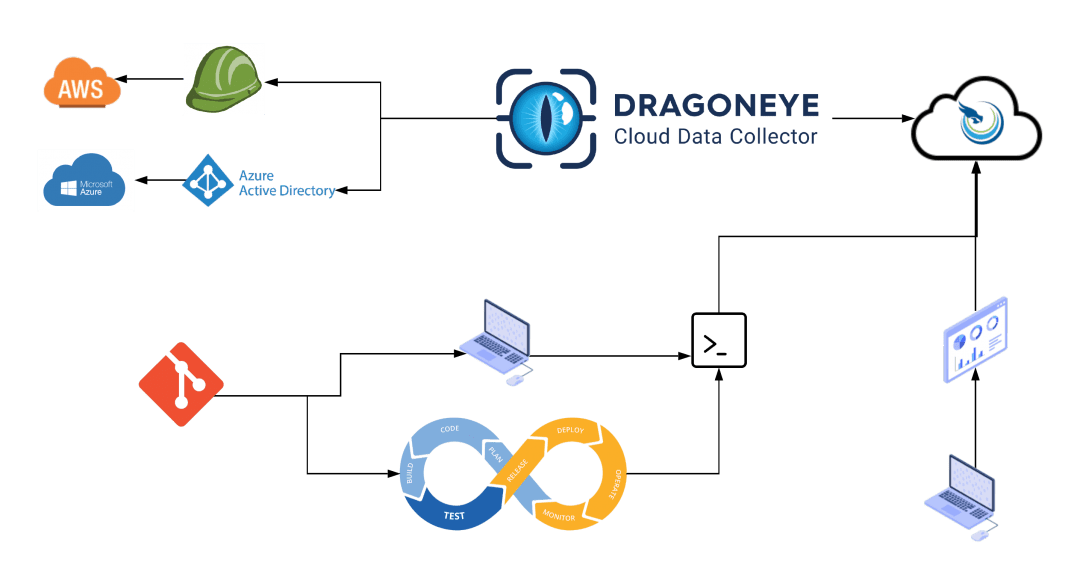 AWS
DRAGONEYE
Cloud Data Collector
Microsoft
Azure
Azure
Active Directory
>_
CODE
PLAN
BUILD
TEST
RELEASE
DEPLOY
OPERATE
MONITOR